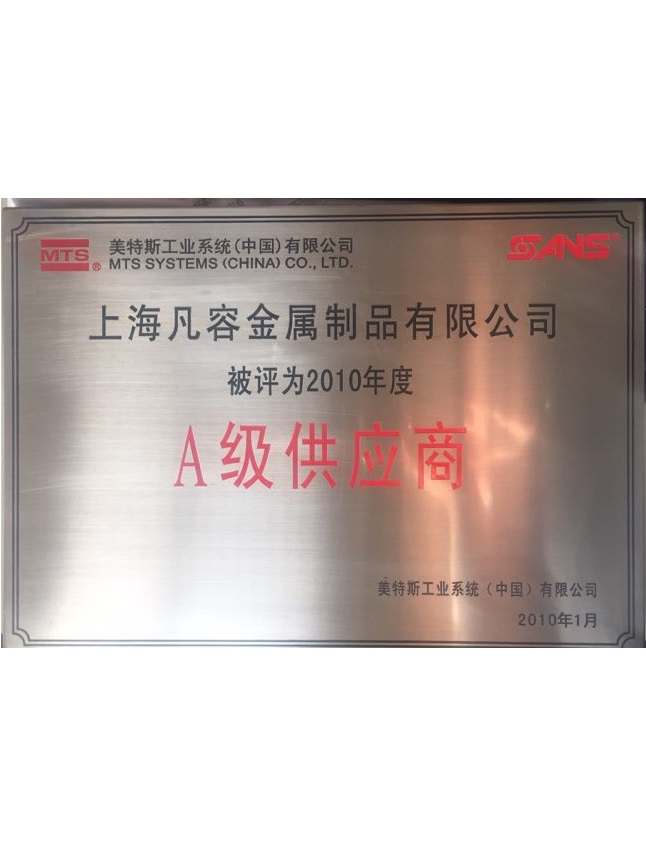 MTS® 美特斯工业系统(中国)有限公司
MTS SYSTEMS (CHINA) CO., LTD.
SANS
上海凡容金属制品有限公司
被评为2010年度
A级供应商
美特斯工业系统（中国）有限公司
2010年1月